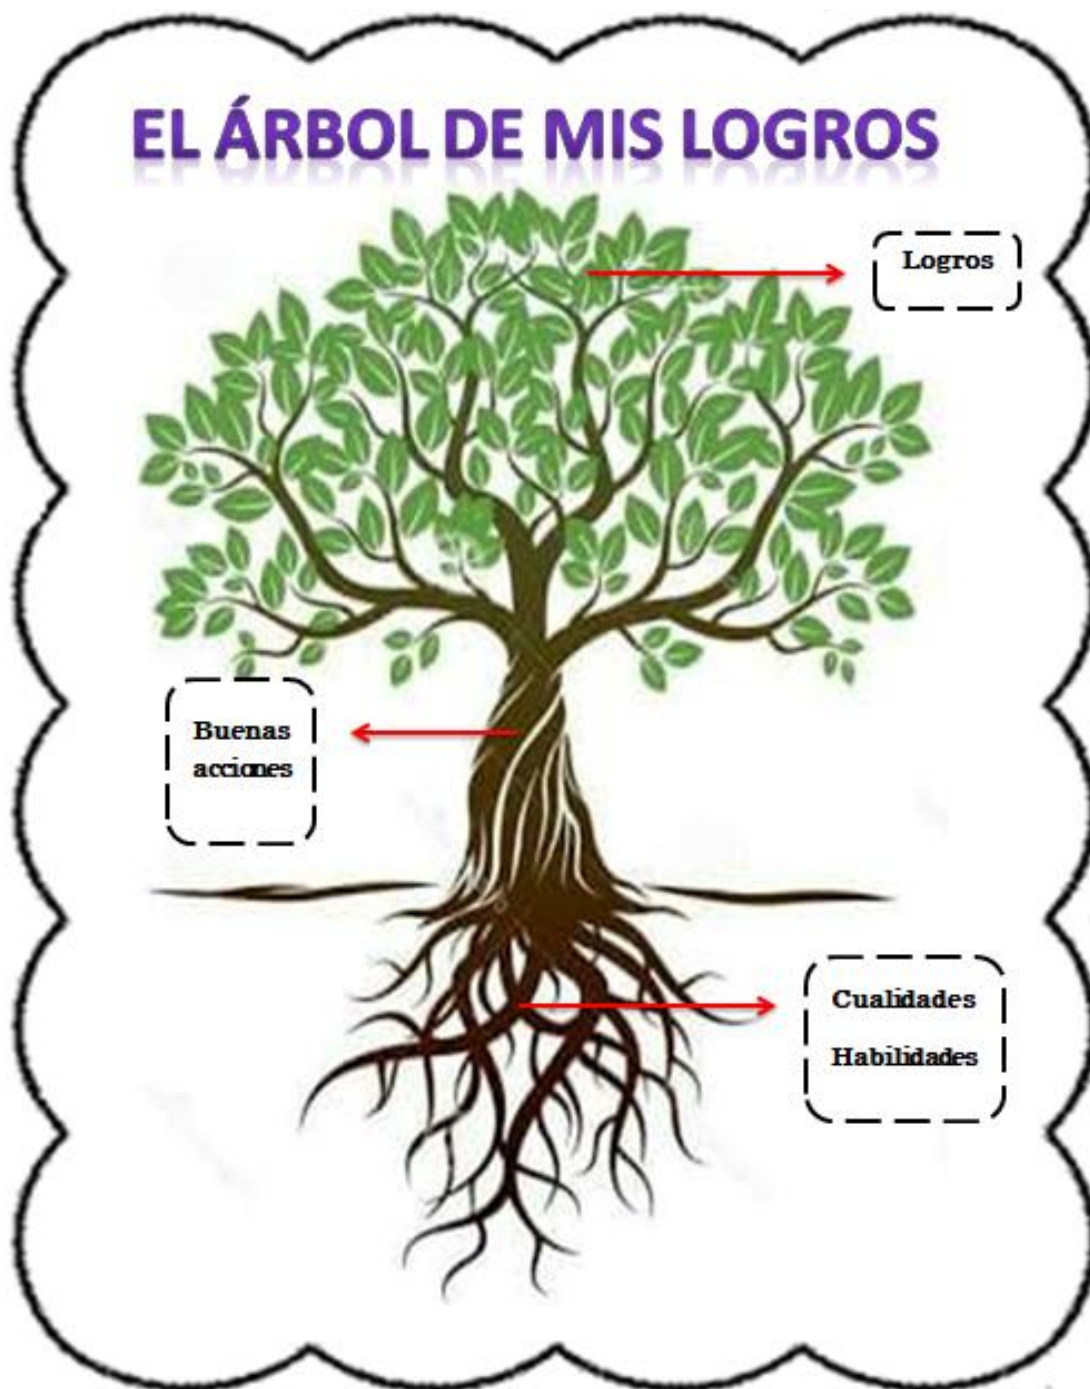 EL ÁRBOL DE MIS LOGROS
Logros
Buenas
acciones
Cualidades
Habilidades